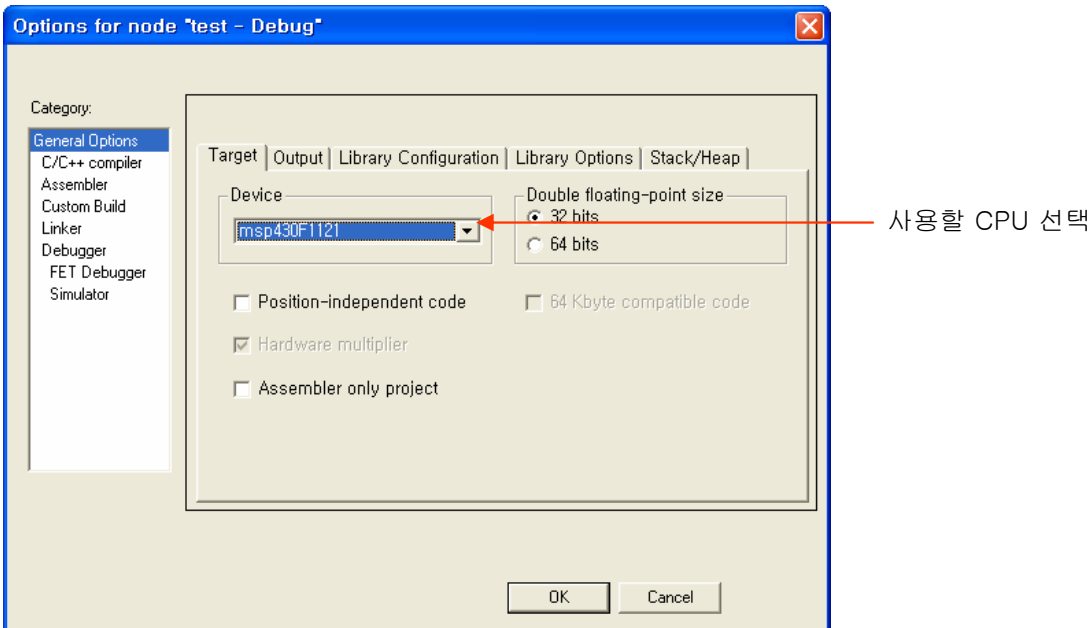 Options for node "test - Debug"
Category:
General Options
C/C++ compiler
Assembler
Custom Build
Linker
Debugger
FET Debugger
Simulator
Target Output Library Configuration Library Options Stack/Heap
Device
msp430F1121
Double floating-point size
32 bits
64 bits
사용할 CPU 선택
Position-independent code
64 Kbyte compatible code
Hardware multiplier
Assembler only project
OK
Cancel